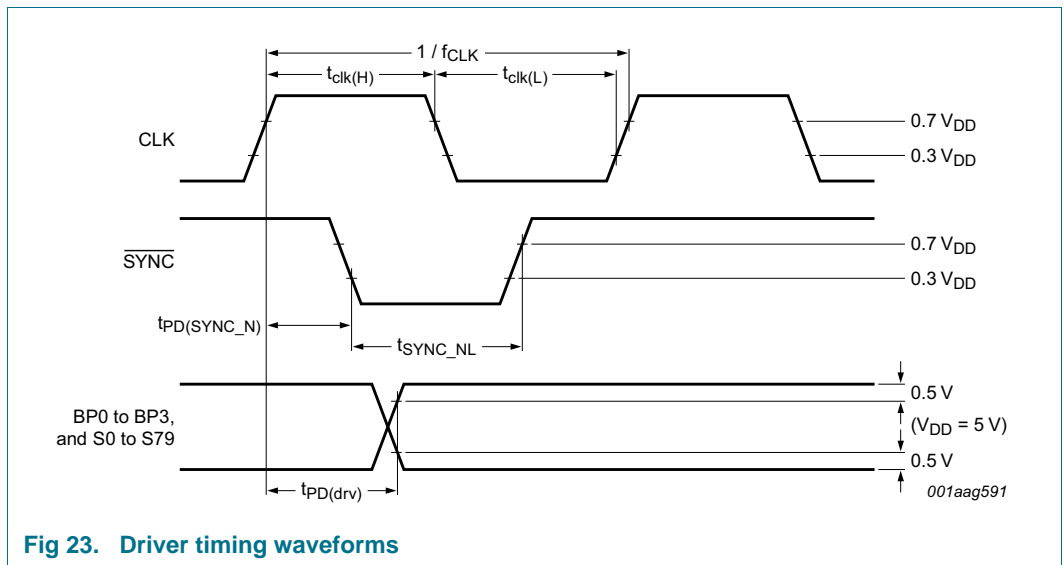 1 / fCLK
tclk(H)
tclk(L)
CLK
0.7 VDD
0.3 VDD
SYNC
0.7 VDD
0.3 VDD
tPD(SYNC_N)
tSYNC_NL
BP0 to BP3,
and S0 to S79
0.5 V
(VDD = 5 V)
0.5 V
tPD(drv)
001aag591
Fig 23. Driver timing waveforms